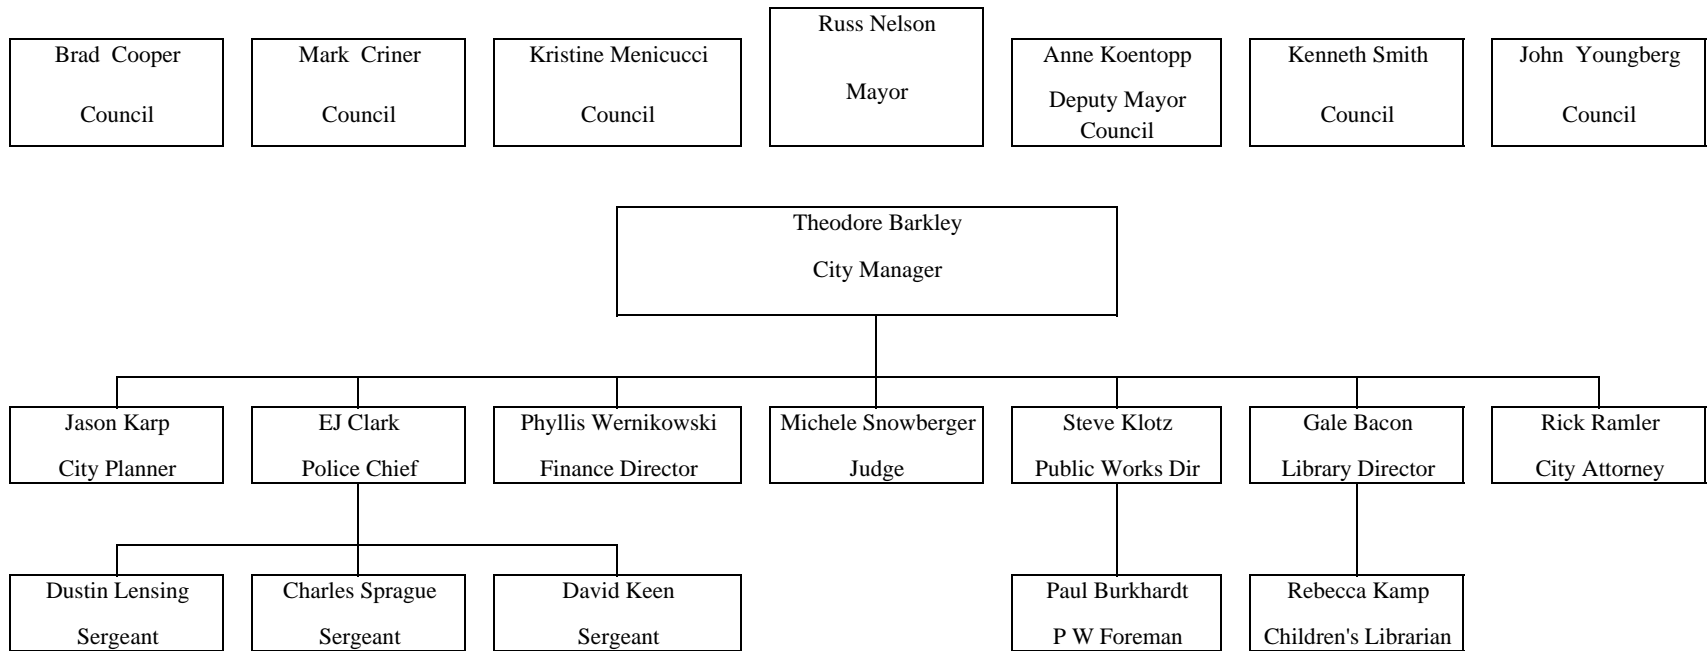 Russ Nelson
Mayor
Brad  Cooper
Council
Mark  Criner
Council
Kristine Menicucci
Council
Anne Koentopp
Deputy Mayor
Council
Kenneth Smith
Council
John  Youngberg
Council
Theodore Barkley
City Manager
Jason Karp
City Planner
EJ Clark
Police Chief
Phyllis Wernikowski
Finance Director
Michele Snowberger
Judge
Steve Klotz
Public Works Dir
Gale Bacon
Library Director
Rick Ramler
City Attorney
Dustin Lensing
Sergeant
Charles Sprague
Sergeant
David Keen
Sergeant
Paul Burkhardt
P W Foreman
Rebecca Kamp
Children's Librarian